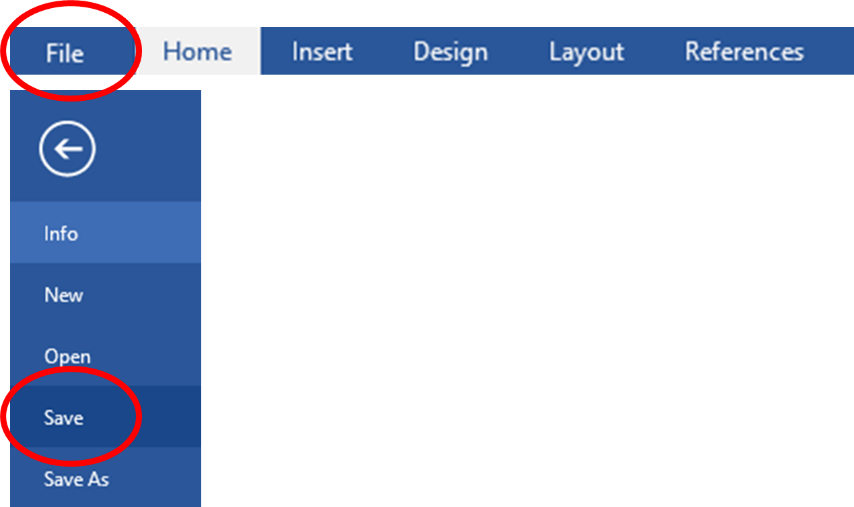 File Home Insert Design Layout References
Info
New
Open
Save
Save As